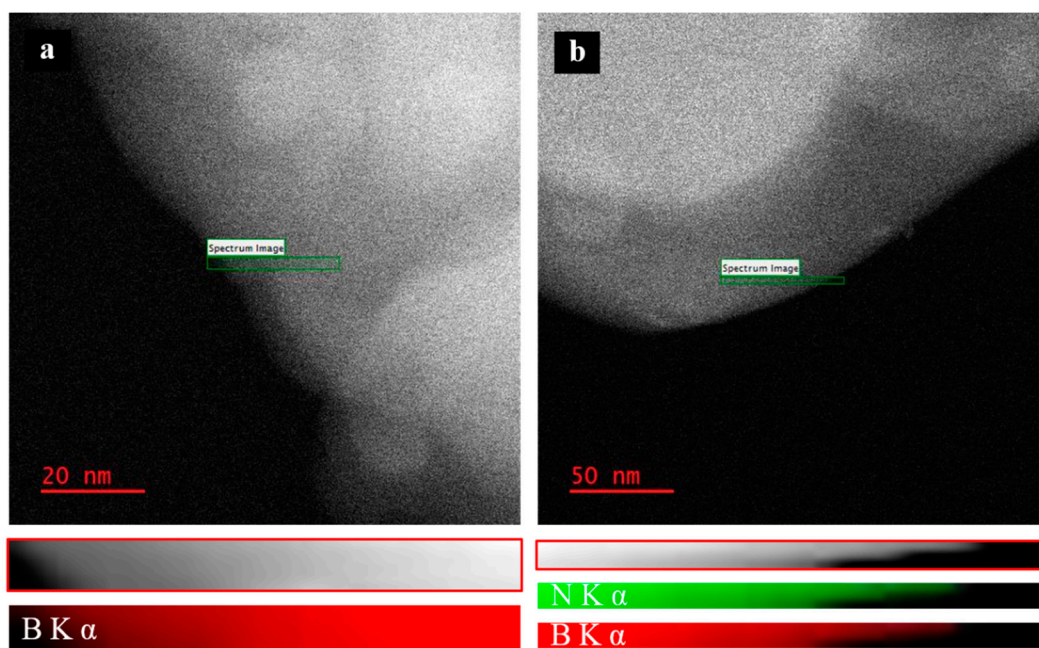 a
Spectrum Image
20 nm
B K α
b
Spectrum Image
50 nm
N K α
B K α